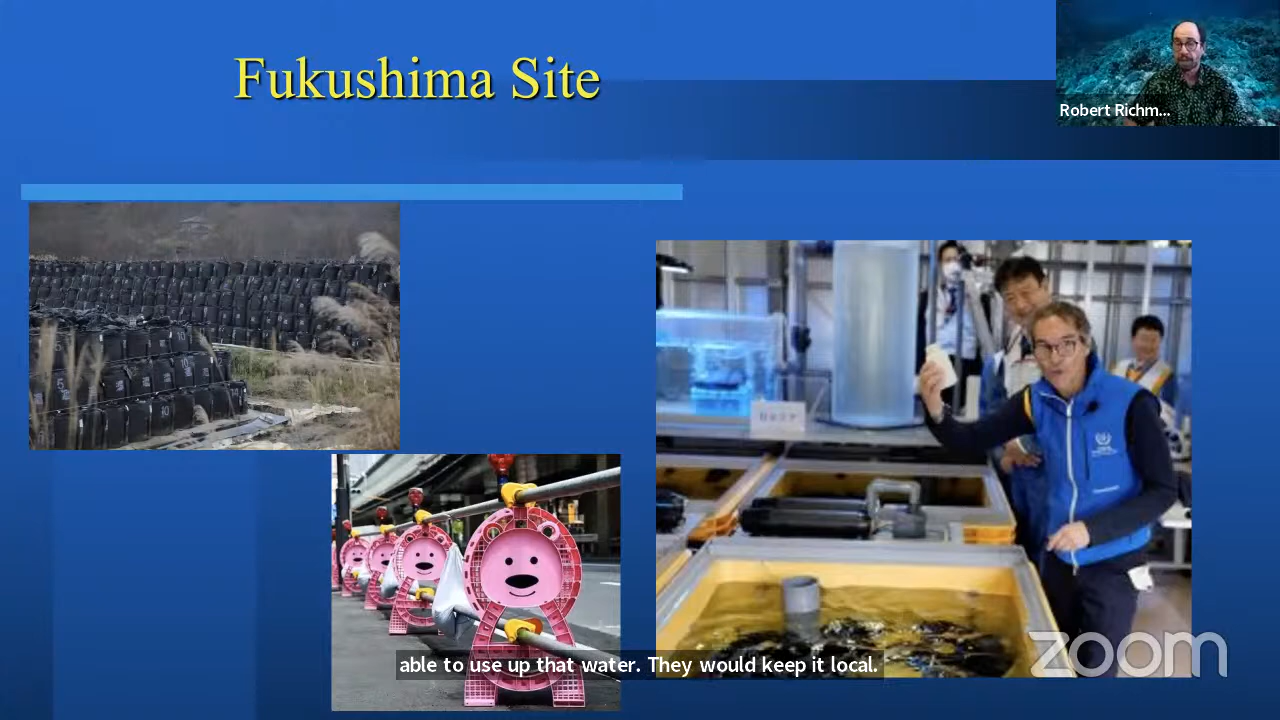 Fukushima Site
Robert Richm...
able to use up that water. They would keep it local.
zoom